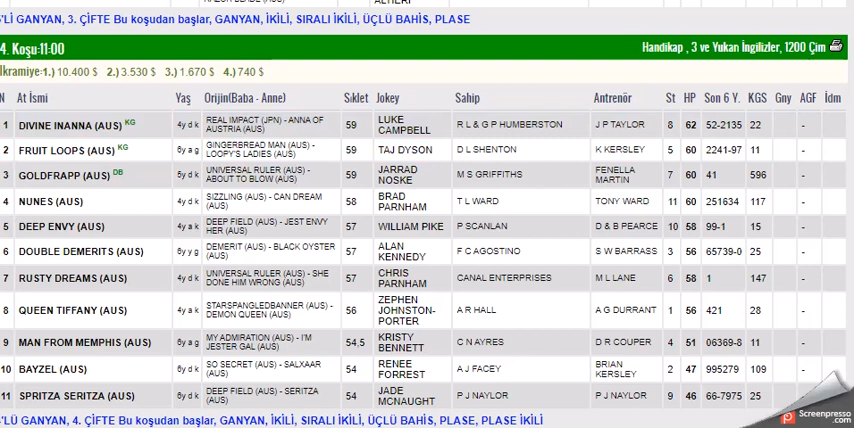 'Lİ GANYAN, 3. ÇİFTE Bu koşudan başlar, GANYAN, İKİLİ, SIRALI İKİLİ, ÜÇLÜ BAHİS, PLASE
4. Koşu:11:00 Handikap , 3 ve Yukarı İngilizler, 1200 Çim
İkramiye:1.) 10.400 $ 2.) 3.530 $ 3.) 1.670 $ 4.) 740 $
N At İsmi Yaş Orijin(Baba - Anne) Sıklet Jokey Sahip Antrenör St HP Son 6 Y. KGS Gny AGF İdm
1 DIVINE INANNA (AUS) KG 4y d k REAL IMPACT (JPN) - ANNA OF AUSTRIA (AUS) 59 LUKE CAMPBELL R L & G P HUMBERSTON J P TAYLOR 8 62 52-2135 22 -
2 FRUIT LOOPS (AUS) KG 6y a g GINGERBREAD MAN (AUS) - LOOPY'S LADIES (AUS) 59 TAJ DYSON D L SHENTON K KERSLEY 5 60 2241-97 11 -
3 GOLDFRAPP (AUS) DB 5y d k UNIVERSAL RULER (AUS) - ABOUT TO BLOW (AUS) 59 JARRAD NOSKE M S GRIFFITHS FENELLA MARTIN 7 60 41 596 -
4 NUNES (AUS) 4y d k SIZZLING (AUS) - CAN DREAM (AUS) 58 BRAD PARNHAM T L WARD TONY WARD 11 60 251634 117 -
5 DEEP ENVY (AUS) 4y a k DEEP FIELD (AUS) - JEST ENVY HER (AUS) 57 WILLIAM PIKE P SCANLAN D & B PEARCE 10 58 99-1 15 -
6 DOUBLE DEMERITS (AUS) 6y y g DEMERIT (AUS) - BLACK OYSTER (AUS) 57 ALAN KENNEDY F C AGOSTINO S W BARRASS 3 56 65739-0 25 -
7 RUSTY DREAMS (AUS) 4y d k UNIVERSAL RULER (AUS) - SHE DONE HIM WRONG (AUS) 57 CHRIS PARNHAM CANAL ENTERPRISES M L LANE 6 58 1 147 -
8 QUEEN TIFFANY (AUS) 4y a k STARSPANGLEDBANNER (AUS) - DEMON QUEEN (AUS) 56 ZEPHEN JOHNSTON-PORTER A R HALL A G DURRANT 1 56 421 28 -
9 MAN FROM MEMPHIS (AUS) 6y a g MY ADMIRATION (AUS) - I'M JESTER GAL (AUS) 54,5 KRISTY BENNETT C N AYRES D R COUPER 4 51 06369-8 11 -
10 BAYZEL (AUS) 6y d k SO SECRET (AUS) - SALXAAR (AUS) 54 RENEE FORREST A J FACEY BRIAN KERSLEY 2 47 995279 109 -
11 SPRITZA SERITZA (AUS) 6y d k DEEP FIELD (AUS) - SERITZA (AUS) 54 JADE MCNAUGHT P J NAYLOR P J NAYLOR 9 46 66-7975 25 -
'LÜ GANYAN, 4. ÇİFTE Bu koşudan başlar, GANYAN, İKİLİ, SIRALI İKİLİ, ÜÇLÜ BAHİS, PLASE, PLASE İKİLİ
Screenpresso.com